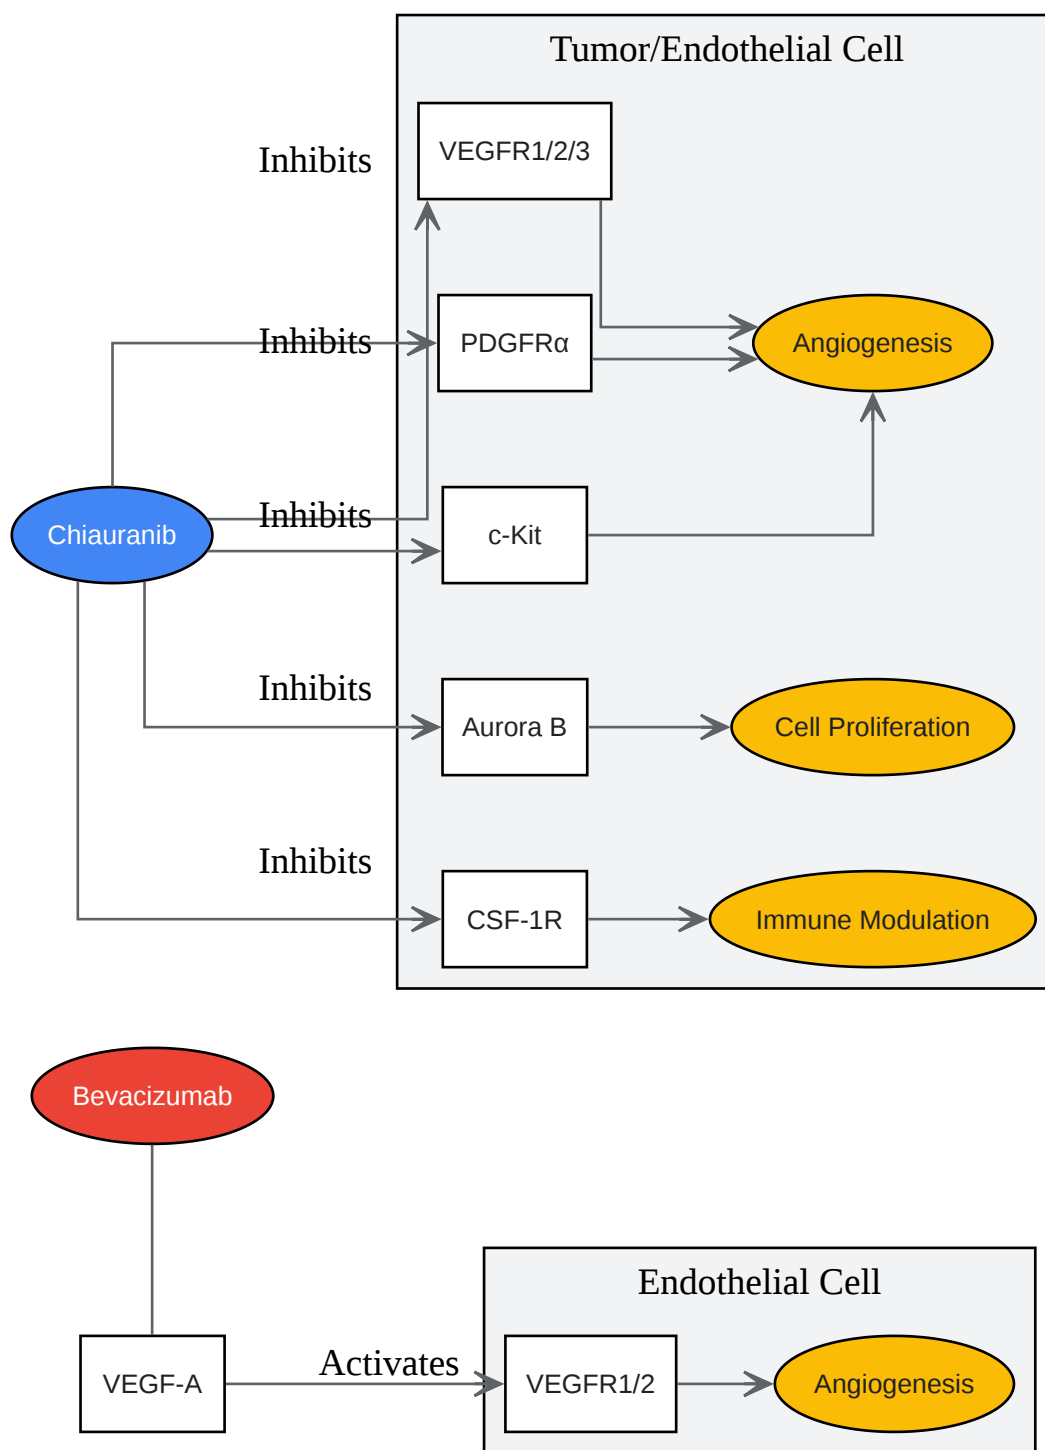 Tumor/Endothelial Cell
Inhibits
VEGFR1/2/3
Inhibits
PDGFRα
Angiogenesis
Chiauranib
Inhibits
c-Kit
Inhibits
Aurora B
Cell Proliferation
Inhibits
CSF-1R
Immune Modulation
Bevacizumab
Endothelial Cell
VEGF-A
Activates
VEGFR1/2
Angiogenesis